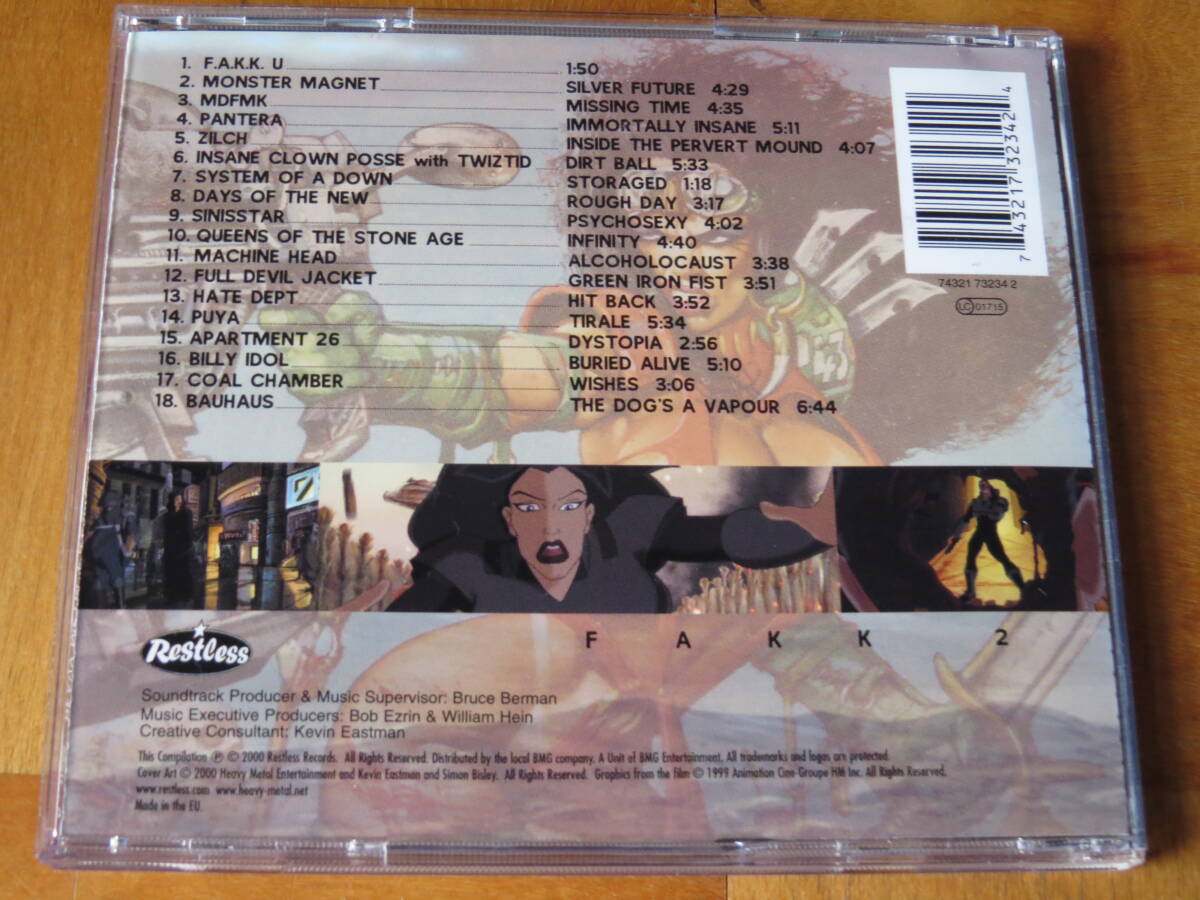 1. F.A.K.K. U 1:50
2. MONSTER MAGNET SILVER FUTURE 4:29
3. MDFMK MISSING TIME 4:35
4. PANTERA IMMORTALLY INSANE 5:11
5. ZILCH INSIDE THE PERVERT MOUND 4:07
6. INSANE CLOWN POSSE with TWIZTID DIRT BALL 5:33
7. SYSTEM OF A DOWN STORAGED 1:18
8. DAYS OF THE NEW ROUGH DAY 3:17
9. SINISSTAR PSYCHOSEXY 4:02
10. QUEENS OF THE STONE AGE INFINITY 4:40
11. MACHINE HEAD ALCOHOLOCAUST 3:38
12. FULL DEVIL JACKET GREEN IRON FIST 3:51
13. HATE DEPT HIT BACK 3:52
14. PUYA TIRALE 5:34
15. APARTMENT 26 DYSTOPIA 2:56
16. BILLY IDOL BURIED ALIVE 5:10
17. COAL CHAMBER WISHES 3:06
18. BAUHAUS THE DOG'S A VAPOUR 6:44
7 43217 32342 4
74321 73234 2
LC 01715
Restless
F A K K 2
Soundtrack Producer & Music Supervisor: Bruce Berman
Music Executive Producers: Bob Ezrin & William Hein
Creative Consultant: Kevin Eastman
This Compilation ℗ © 2000 Restless Records. All Rights Reserved. Distributed by the local BMG company. A Unit of BMG Entertainment. All trademarks and logos are protected.
Cover Art © 2000 Heavy Metal Entertainment and Kevin Eastman and Simon Bisley. All Rights Reserved. Graphics from the film © 1999 Animation Cine-Groupe HM Inc. All Rights Reserved.
www.restless.com www.heavy-metal.net
Made in the EU.